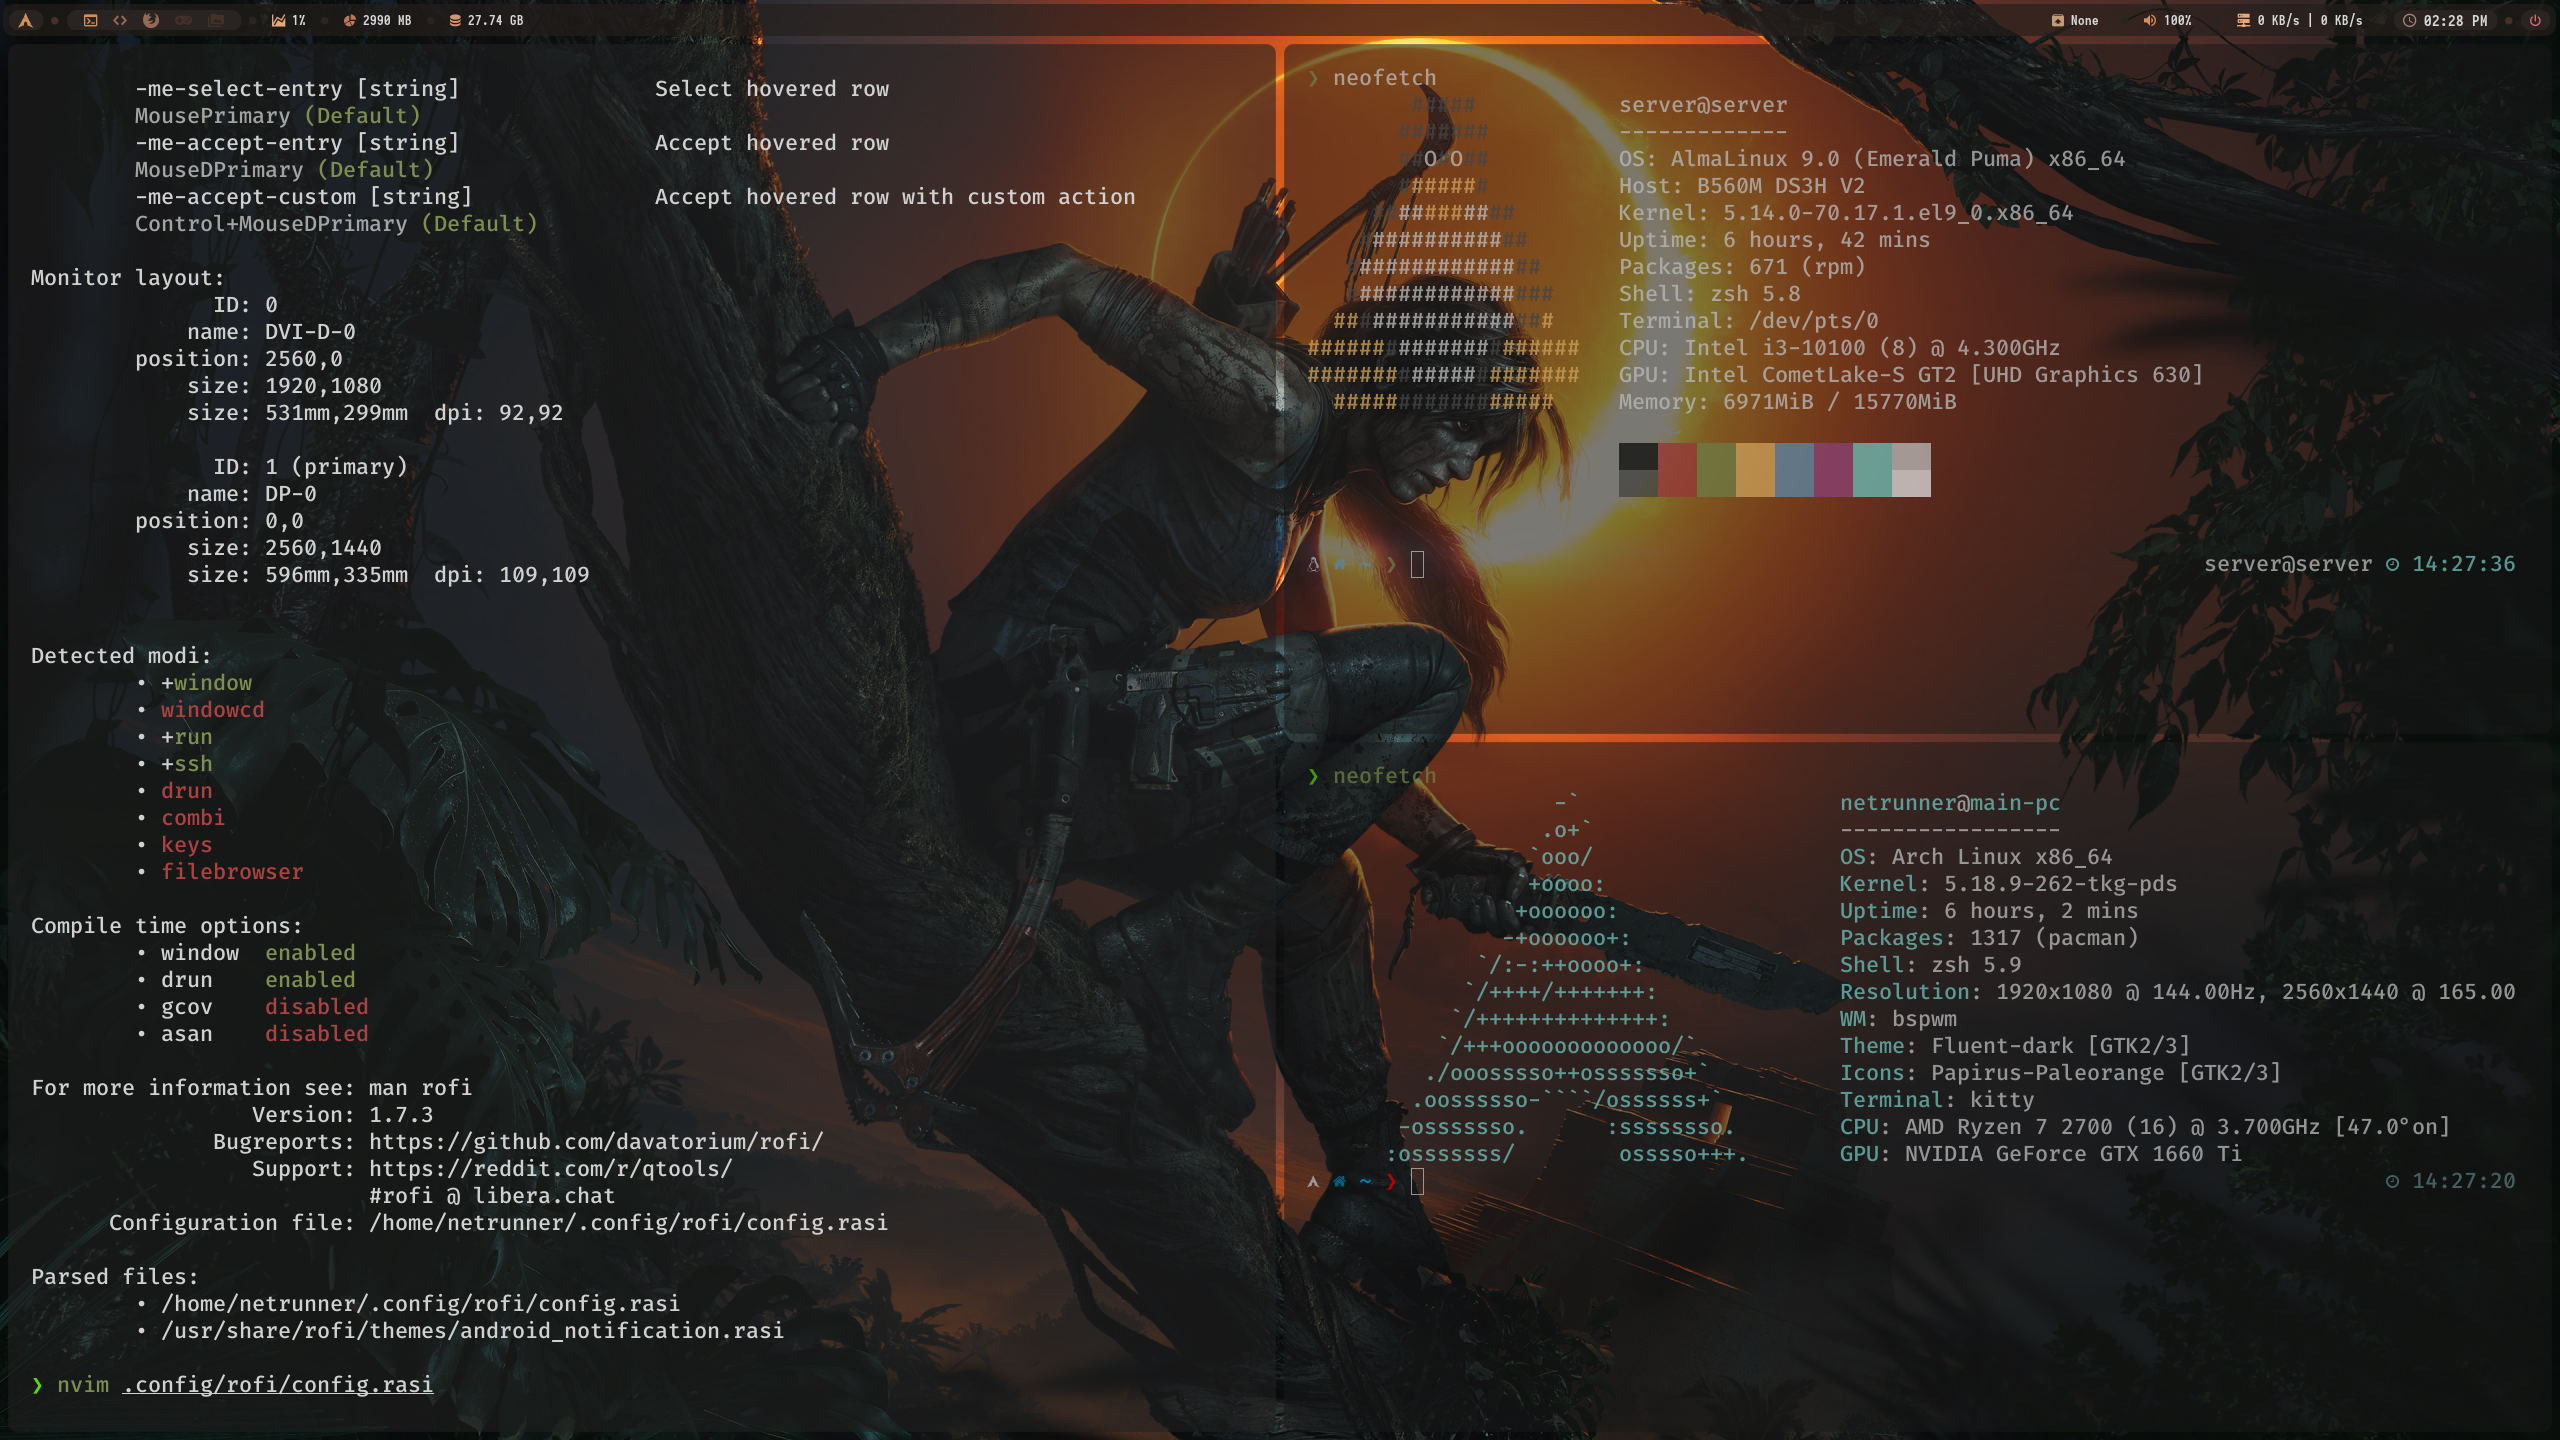 1%
2990 MB
27.74 GB
None
100%
0 KB/s | 0 KB/s
02:28 PM
-me-select-entry [string] Select hovered row
MousePrimary (Default)
-me-accept-entry [string] Accept hovered row
MouseDPrimary (Default)
-me-accept-custom [string] Accept hovered row with custom action
Control+MouseDPrimary (Default)
Monitor layout:
ID: 0
name: DVI-D-0
position: 2560,0
size: 1920,1080
size: 531mm,299mm dpi: 92,92
ID: 1 (primary)
name: DP-0
position: 0,0
size: 2560,1440
size: 596mm,335mm dpi: 109,109
Detected modi:
• +window
• windowcd
• +run
• +ssh
• drun
• combi
• keys
• filebrowser
Compile time options:
• window enabled
• drun enabled
• gcov disabled
• asan disabled
For more information see: man rofi
Version: 1.7.3
Bugreports: https://github.com/davatorium/rofi/
Support: https://reddit.com/r/qtools/
#rofi @ libera.chat
Configuration file: /home/netrunner/.config/rofi/config.rasi
Parsed files:
• /home/netrunner/.config/rofi/config.rasi
• /usr/share/rofi/themes/android_notification.rasi
❯ nvim .config/rofi/config.rasi
❯ neofetch
server@server
-------------
OS: AlmaLinux 9.0 (Emerald Puma) x86_64
Host: B560M DS3H V2
Kernel: 5.14.0-70.17.1.el9_0.x86_64
Uptime: 6 hours, 42 mins
Packages: 671 (rpm)
Shell: zsh 5.8
Terminal: /dev/pts/0
CPU: Intel i3-10100 (8) @ 4.300GHz
GPU: Intel CometLake-S GT2 [UHD Graphics 630]
Memory: 6971MiB / 15770MiB
~ ❯ server@server 14:27:36
❯ neofetch
netrunner@main-pc
-----------------
OS: Arch Linux x86_64
Kernel: 5.18.9-262-tkg-pds
Uptime: 6 hours, 2 mins
Packages: 1317 (pacman)
Shell: zsh 5.9
Resolution: 1920x1080 @ 144.00Hz, 2560x1440 @ 165.00
WM: bspwm
Theme: Fluent-dark [GTK2/3]
Icons: Papirus-Paleorange [GTK2/3]
Terminal: kitty
CPU: AMD Ryzen 7 2700 (16) @ 3.700GHz [47.0°on]
GPU: NVIDIA GeForce GTX 1660 Ti
~ ❯ 14:27:20